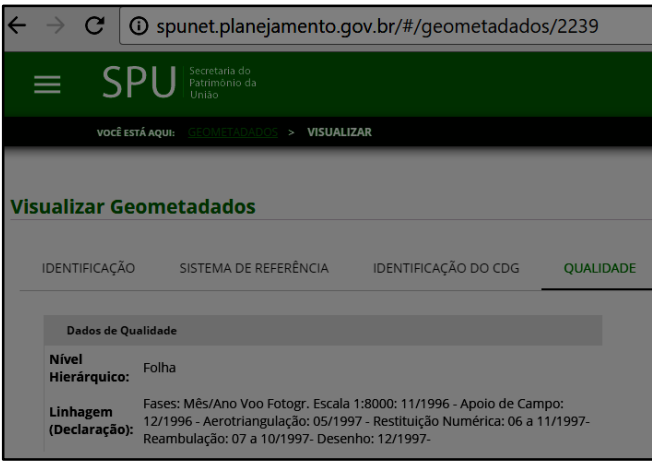 spunet.planejamento.gov.br/#/geometadados/2239
SPU
Secretaria do
Patrimônio da
União
VOCÊ ESTÁ AQUI: GEOMETADADOS > VISUALIZAR
Visualizar Geometadados
IDENTIFICAÇÃO SISTEMA DE REFERÊNCIA IDENTIFICAÇÃO DO CDG QUALIDADE
Dados de Qualidade
Nível
Hierárquico: Folha
Linhagem
(Declaração):
Fases: Mês/Ano Voo Fotogr. Escala 1:8000: 11/1996 - Apoio de Campo:
12/1996 - Aerotriangulação: 05/1997 - Restituição Numérica: 06 a 11/1997-
Reambulação: 07 a 10/1997- Desenho: 12/1997-